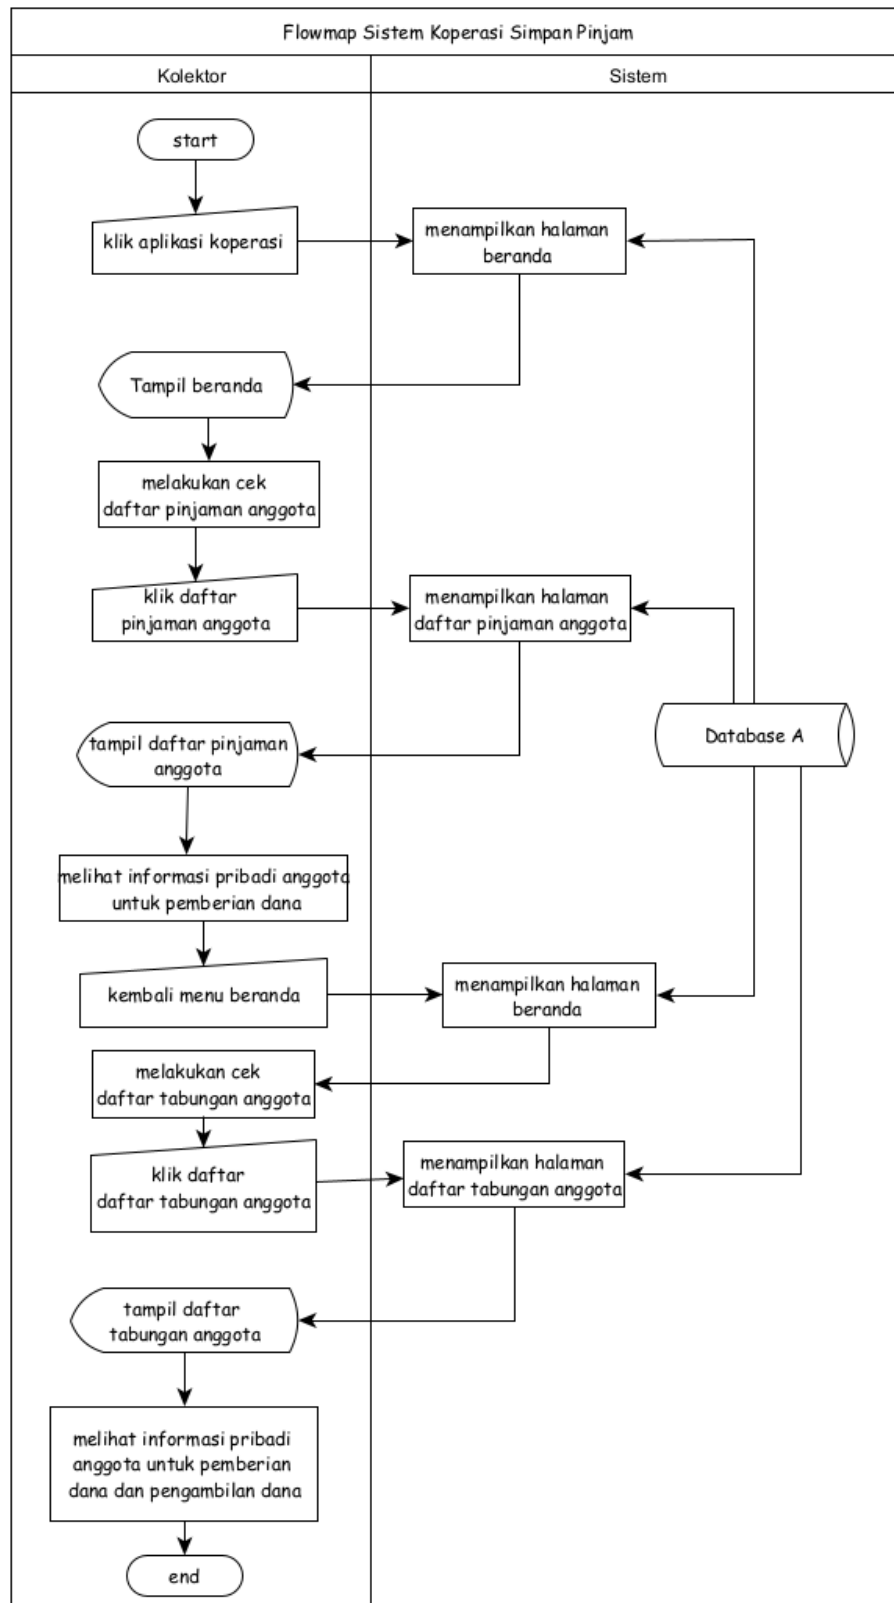 Flowmap Sistem Koperasi Simpan Pinjam
Kolektor
Sistem
start
klik aplikasi koperasi
menampilkan halaman
beranda
Tampil beranda
melakukan cek
daftar pinjaman anggota
klik daftar
pinjaman anggota
menampilkan halaman
daftar pinjaman anggota
tampil daftar pinjaman
anggota
Database A
melihat informasi pribadi anggota
untuk pemberian dana
kembali menu beranda
menampilkan halaman
beranda
melakukan cek
daftar tabungan anggota
klik daftar
daftar tabungan anggota
menampilkan halaman
daftar tabungan anggota
tampil daftar
tabungan anggota
melihat informasi pribadi
anggota untuk pemberian
dana dan pengambilan dana
end